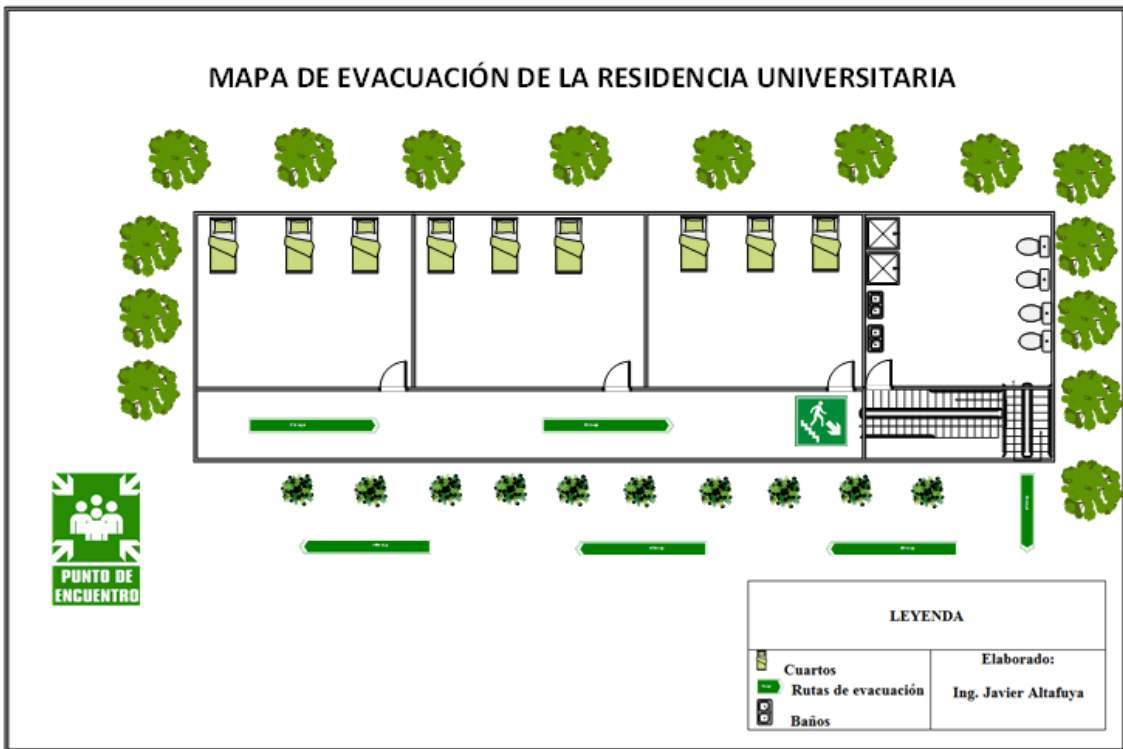 MAPA DE EVACUACIÓN DE LA RESIDENCIA UNIVERSITARIA
PUNTO DE
ENCUENTRO
LEYENDA
Cuartos
Rutas de evacuación
Baños
Elaborado:
Ing. Javier Altafuya